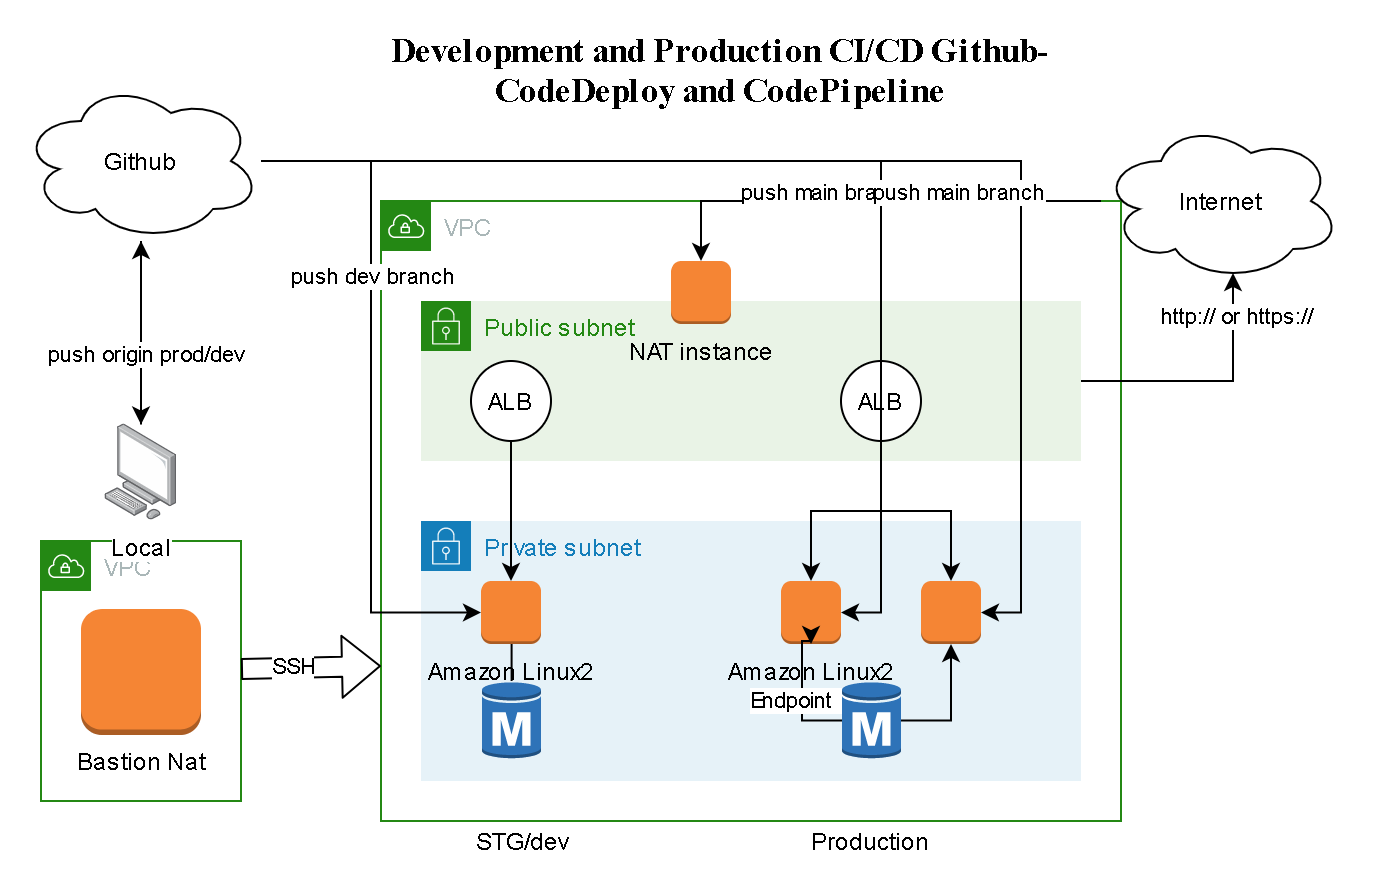 Development and Production CI/CD Github-
CodeDeploy and CodePipeline
Github
Internet
push main bra
push main branch
VPC
push dev branch
http:// or https://
Public subnet
NAT instance
push origin prod/dev
ALB
ALB
Local
VPC
Private subnet
SSH
Amazon Linux2
Amazon Linux2
Endpoint
M
M
Bastion Nat
STG/dev
Production